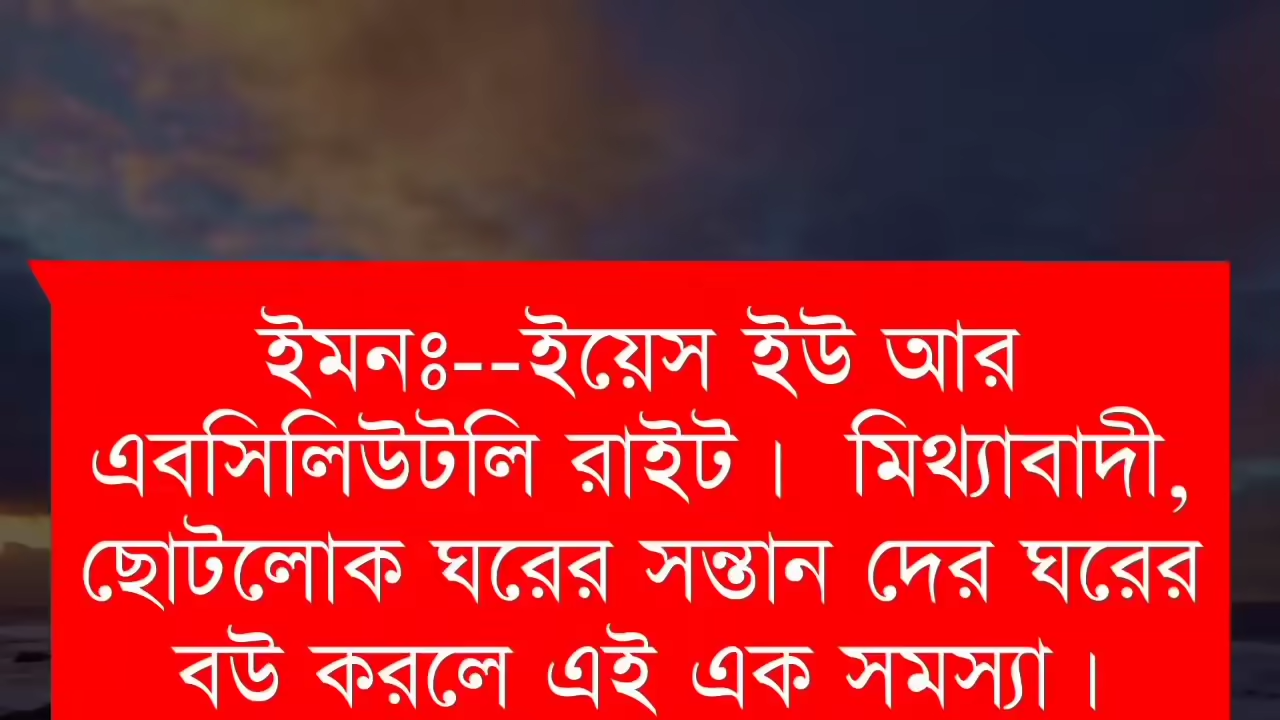 ইমনঃ--ইয়েস ইউ আর
এবসিলিউটলি রাইট। মিথ্যাবাদী,
ছোটলোক ঘরের সন্তান দের ঘরের
বউ করলে এই এক সমস্যা।